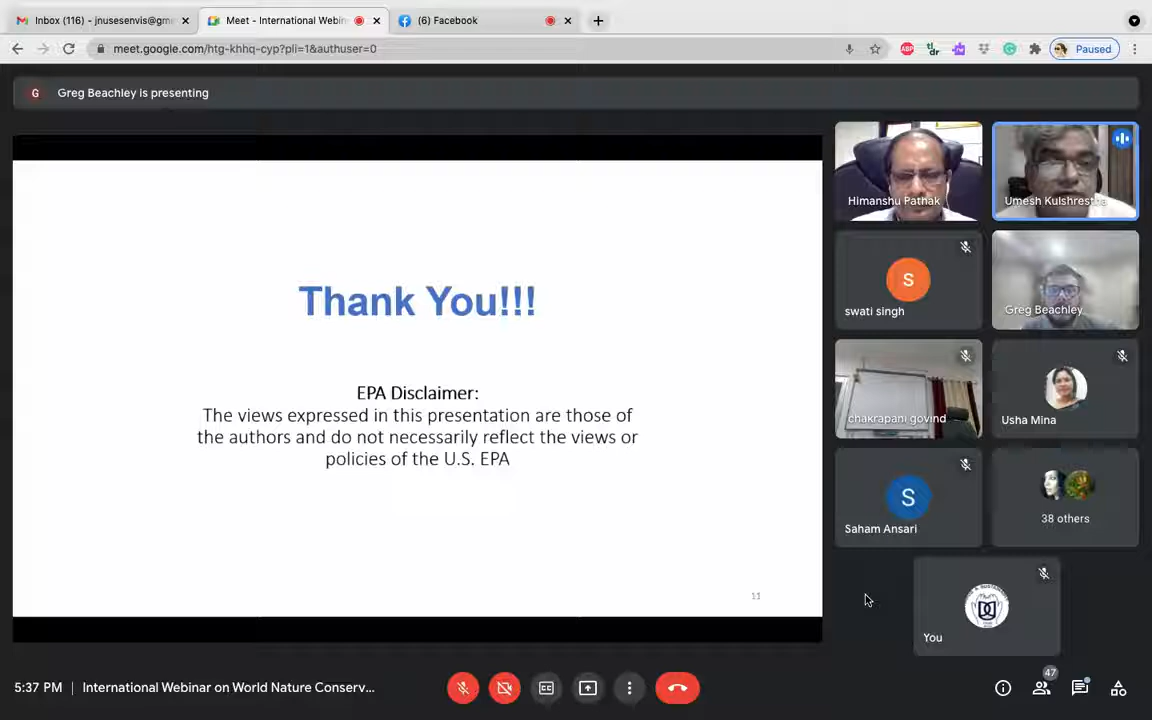 Inbox (116) - jnusesenvis@gm
Meet - International Webin
(6) Facebook
meet.google.com/htg-khhq-cyp?pli=1&authuser=0
ABP
tl;dr
Paused
G
Greg Beachley is presenting
Himanshu Pathak
Umesh Kulshrestha
S
swati singh
Greg Beachley
Thank You!!!
chakrapani govind
Usha Mina
EPA Disclaimer:
The views expressed in this presentation are those of
the authors and do not necessarily reflect the views or
policies of the U.S. EPA
S
Saham Ansari
38 others
11
You
5:37 PM | International Webinar on World Nature Conserv...
CC
47